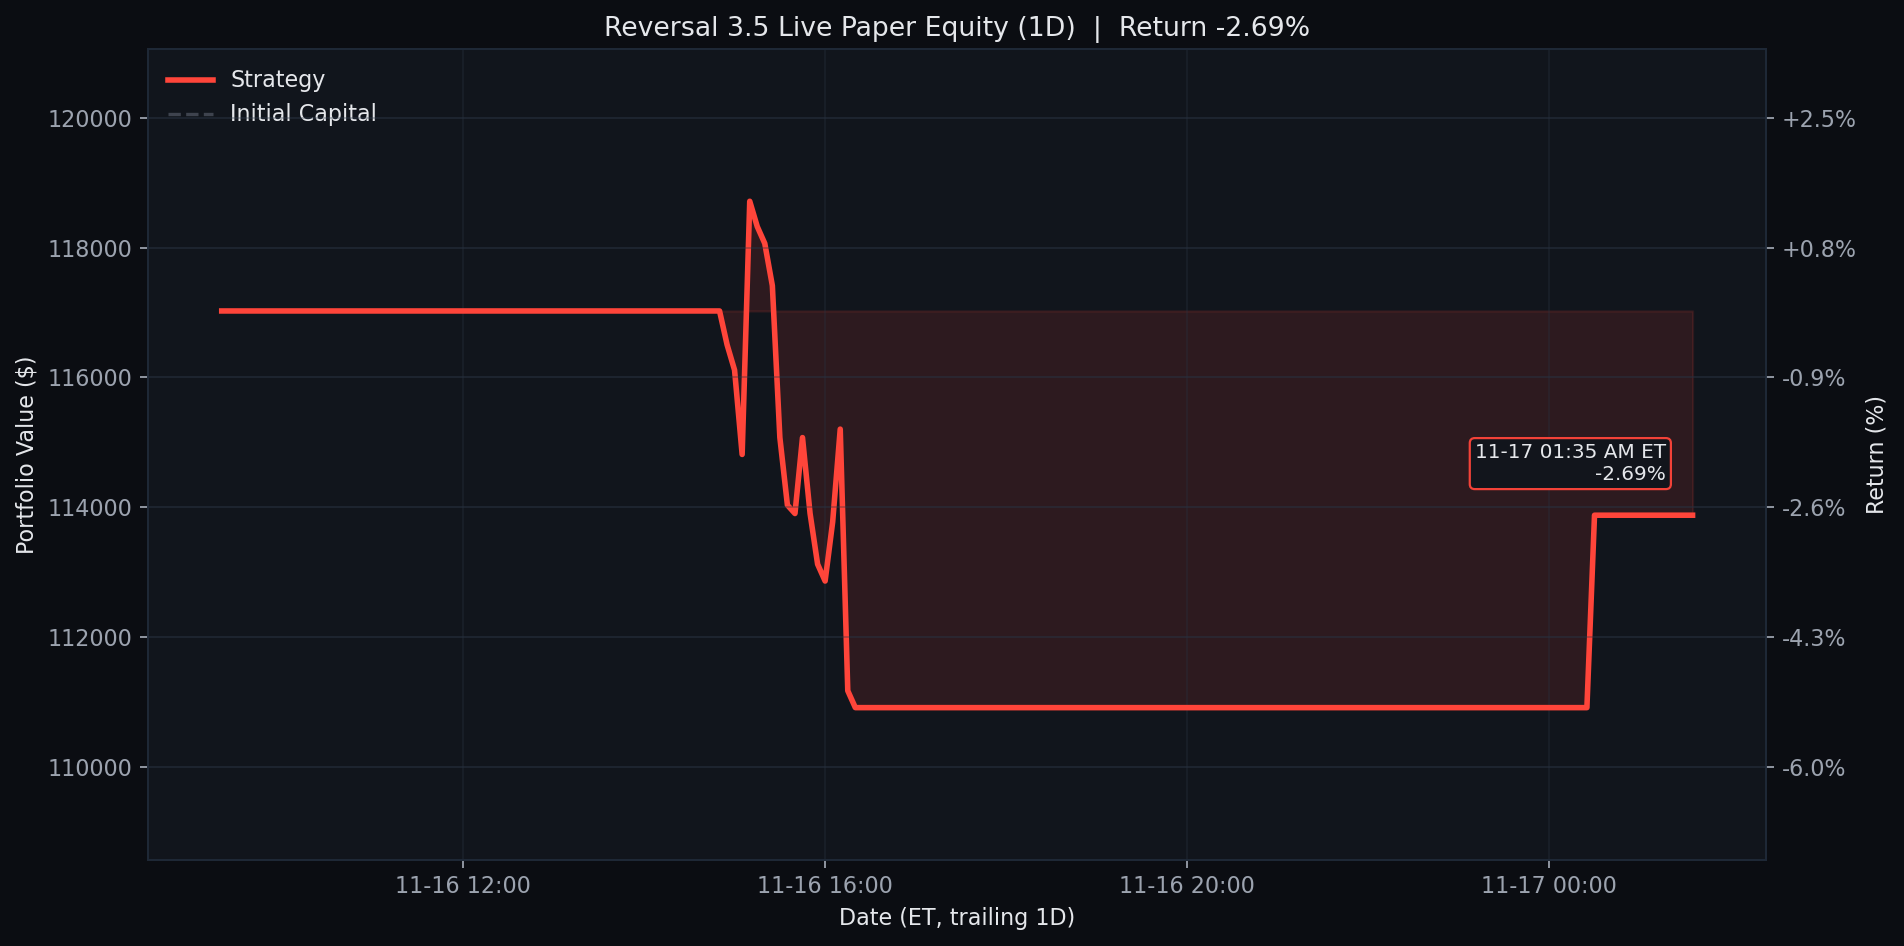 Reversal 3.5 Live Paper Equity (1D)  |  Return -2.69%
Strategy
Initial Capital
120000
118000
116000
114000
112000
110000
Portfolio Value ($)
+2.5%
+0.8%
-0.9%
-2.6%
-4.3%
-6.0%
Return (%)
11-17 01:35 AM ET
-2.69%
11-16 12:00
11-16 16:00
11-16 20:00
11-17 00:00
Date (ET, trailing 1D)